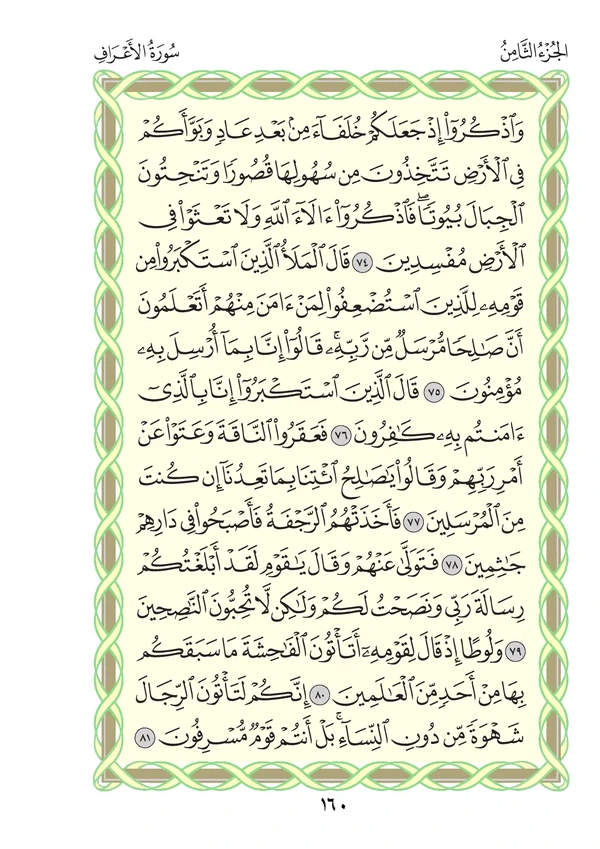 الجُزْءُ الثَّامِنُ سُورَةُ الأَعْرَافِ
وَٱذۡكُرُوٓاْ إِذۡ جَعَلَكُمۡ خُلَفَآءَ مِنۢ بَعۡدِ عَادٖ وَبَوَّأَكُمۡ
فِي ٱلۡأَرۡضِ تَتَّخِذُونَ مِن سُهُولِهَا قُصُورٗا وَتَنۡحِتُونَ
ٱلۡجِبَالَ بُيُوتٗاۖ فَٱذۡكُرُوٓاْ ءَالَآءَ ٱللَّهِ وَلَا تَعۡثَوۡاْ فِي
ٱلۡأَرۡضِ مُفۡسِدِينَ ٧٤ قَالَ ٱلۡمَلَأُ ٱلَّذِينَ ٱسۡتَكۡبَرُواْ مِن
قَوۡمِهِۦ لِلَّذِينَ ٱسۡتُضۡعِفُواْ لِمَنۡ ءَامَنَ مِنۡهُمۡ أَتَعۡلَمُونَ
أَنَّ صَٰلِحٗا مُّرۡسَلٞ مِّن رَّبِّهِۦۚ قَالُوٓاْ إِنَّا بِمَآ أُرۡسِلَ بِهِۦ
مُؤۡمِنُونَ ٧٥ قَالَ ٱلَّذِينَ ٱسۡتَكۡبَرُوٓاْ إِنَّا بِٱلَّذِيٓ
ءَامَنتُم بِهِۦ كَٰفِرُونَ ٧٦ فَعَقَرُواْ ٱلنَّاقَةَ وَعَتَوۡاْ عَنۡ
أَمۡرِ رَبِّهِمۡ وَقَالُواْ يَٰصَٰلِحُ ٱئۡتِنَا بِمَا تَعِدُنَآ إِن كُنتَ
مِنَ ٱلۡمُرۡسَلِينَ ٧٧ فَأَخَذَتۡهُمُ ٱلرَّجۡفَةُ فَأَصۡبَحُواْ فِي دَارِهِمۡ
جَٰثِمِينَ ٧٨ فَتَوَلَّىٰ عَنۡهُمۡ وَقَالَ يَٰقَوۡمِ لَقَدۡ أَبۡلَغۡتُكُمۡ
رِسَالَةَ رَبِّي وَنَصَحۡتُ لَكُمۡ وَلَٰكِن لَّا تُحِبُّونَ ٱلنَّٰصِحِينَ
٧٩ وَلُوطًا إِذۡ قَالَ لِقَوۡمِهِۦٓ أَتَأۡتُونَ ٱلۡفَٰحِشَةَ مَا سَبَقَكُم
بِهَا مِنۡ أَحَدٖ مِّنَ ٱلۡعَٰلَمِينَ ٨٠ إِنَّكُمۡ لَتَأۡتُونَ ٱلرِّجَالَ
شَهۡوَةٗ مِّن دُونِ ٱلنِّسَآءِۚ بَلۡ أَنتُمۡ قَوۡمٞ مُّسۡرِفُونَ ٨١
١٦٠